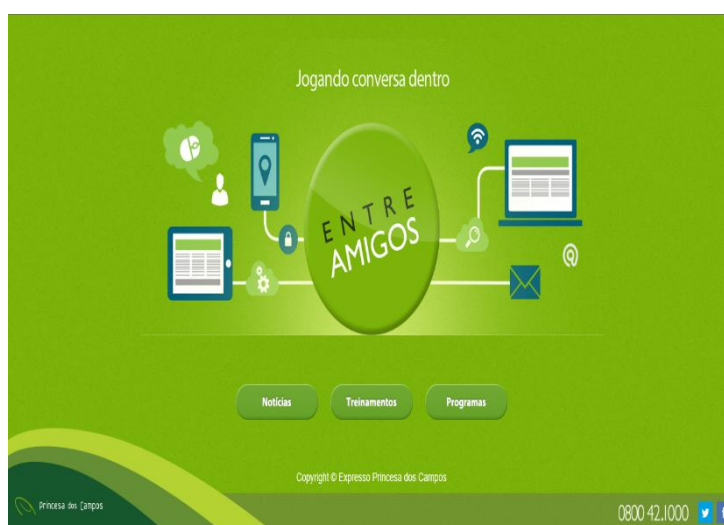 Jogando conversa dentro
ENTRE
AMIGOS
@
Notícias
Treinamentos
Programas
Copyright © Expresso Princesa dos Campos
Princesa dos Campos
0800 42.1000